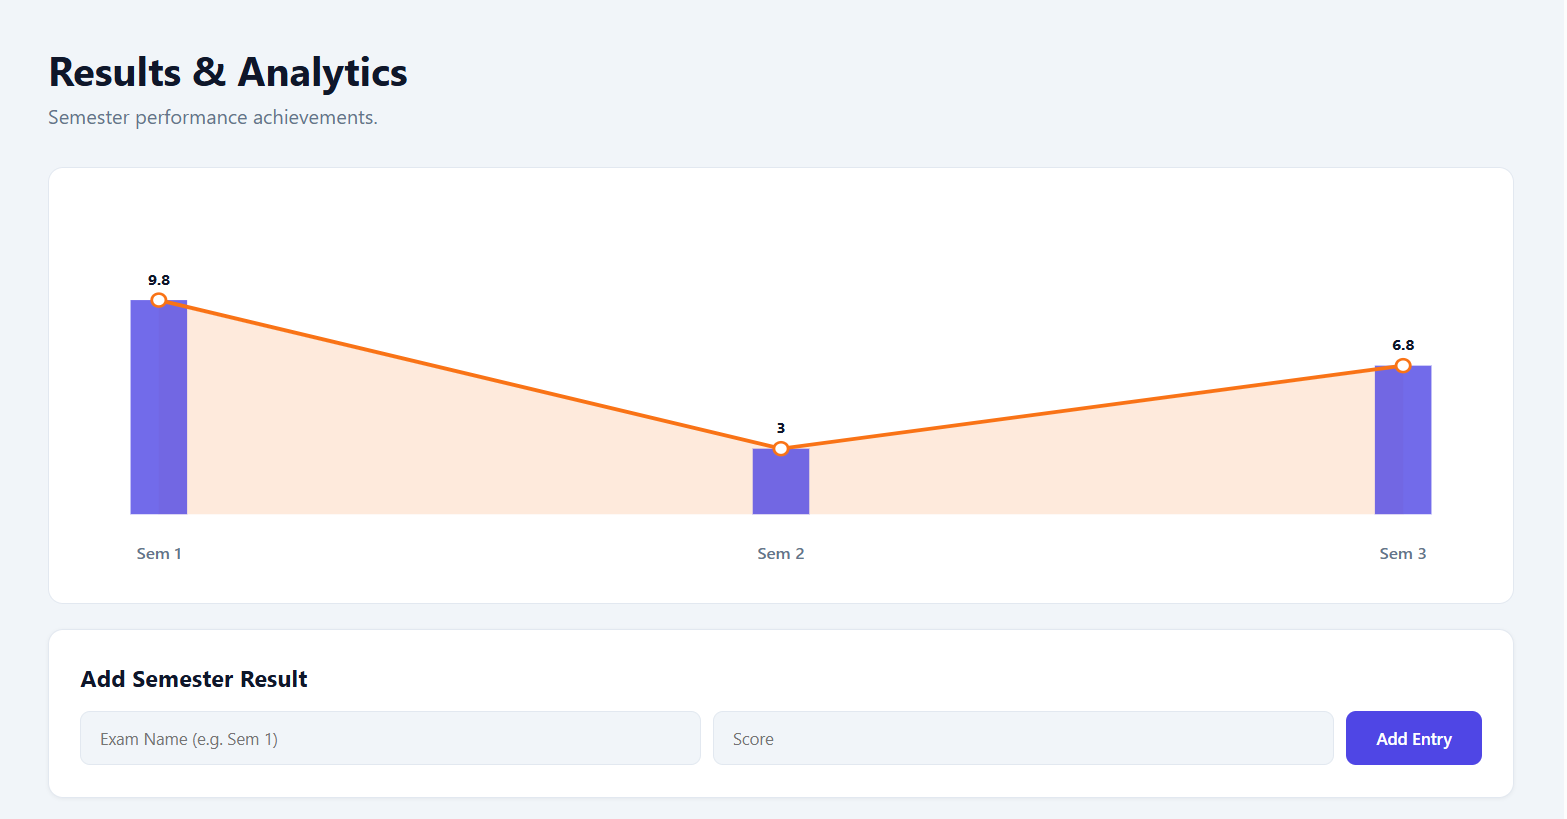 Results & Analytics
Semester performance achievements.
9.8
3
6.8
Sem 1
Sem 2
Sem 3
Add Semester Result
Exam Name (e.g. Sem 1)
Score
Add Entry